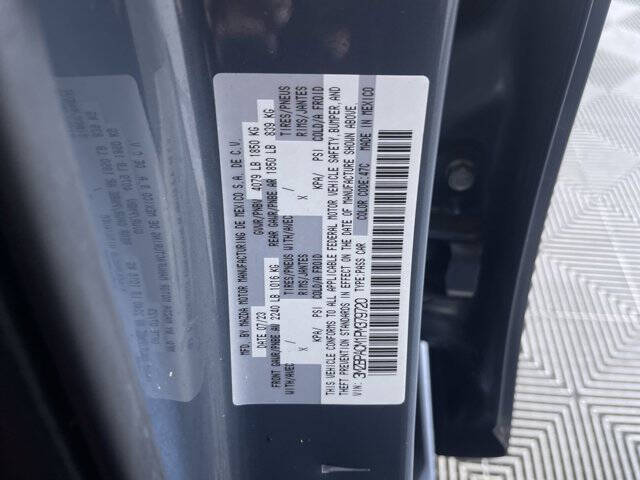 MFD. BY MAZDA MOTOR MANUFACTURING DE MEXICO S.A. DE C.V.
DATE 07/23 GVWR/PNBV 4079 LB 1850 KG
FRONT GAWR/PNBE AV 2240 LB 1016 KG REAR GAWR/PNBE AR 1850 LB 839 KG
WITH/AVEC / TIRES/PNEUS WITH/AVEC / TIRES/PNEUS
X RIMS/JANTES X RIMS/JANTES
KPA/ PSI COLD/A FROID KPA/ PSI COLD/A FROID
THIS VEHICLE CONFORMS TO ALL APPLICABLE FEDERAL MOTOR VEHICLE SAFETY, BUMPER, AND
THEFT PREVENTION STANDARDS IN EFFECT ON THE DATE OF MANUFACTURE SHOWN ABOVE.
VIN: 3MZBPACM1PM379720 TYPE:PASS CAR COLOR CODE:47C MADE IN MEXICO